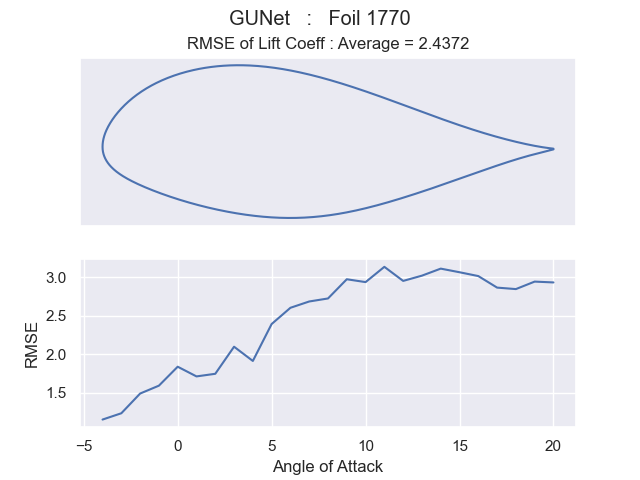 GUNet : Foil 1770
RMSE of Lift Coeff : Average = 2.4372
3.0
2.5
2.0
1.5
RMSE
−5 0 5 10 15 20
Angle of Attack